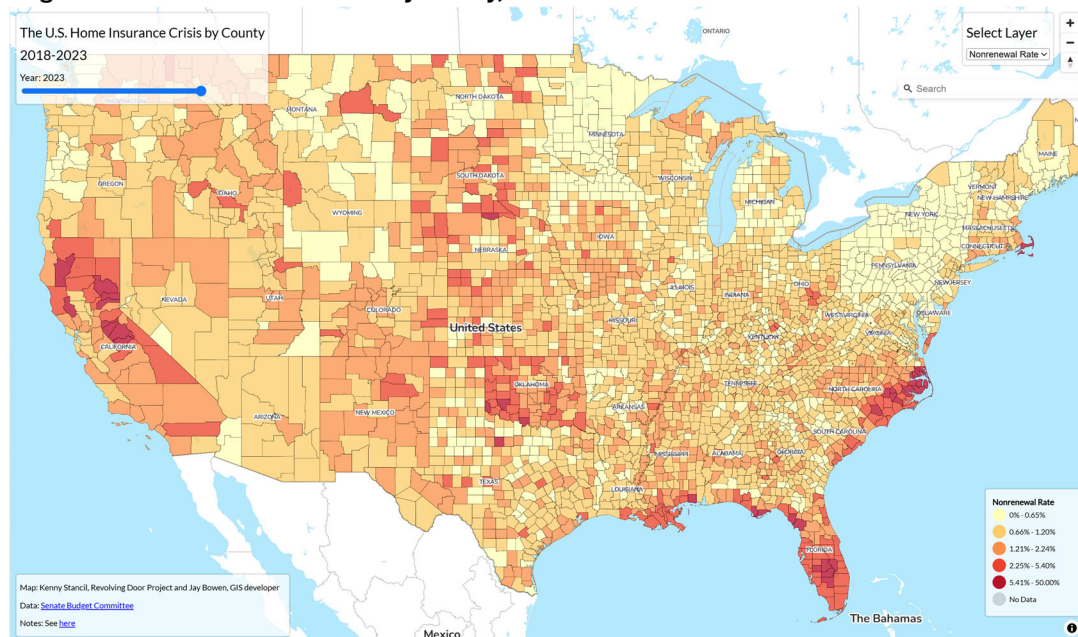 The U.S. Home Insurance Crisis by County
2018-2023
Year: 2023
Select Layer
Nonrenewal Rate
Search
+
−
ONTARIO
WASHINGTON
MONTANA
NORTH DAKOTA
MINNESOTA
OREGON
IDAHO
SOUTH DAKOTA
WISCONSIN
MICHIGAN
MAINE
VERMONT
NEW HAMPSHIRE
NEW YORK
MASSACHUSETTS
CONNECTICUT
WYOMING
IOWA
NEBRASKA
PENNSYLVANIA
NEW JERSEY
NEVADA
UTAH
COLORADO
ILLINOIS
INDIANA
OHIO
DELAWARE
United States
MISSOURI
WEST VIRGINIA
VIRGINIA
KENTUCKY
CALIFORNIA
OKLAHOMA
TENNESSEE
NORTH CAROLINA
ARIZONA
NEW MEXICO
ARKANSAS
SOUTH CAROLINA
MISSISSIPPI
ALABAMA
GEORGIA
TEXAS
LOUISIANA
FLORIDA
The Bahamas
Mexico
Nonrenewal Rate
0% - 0.65%
0.66% - 1.20%
1.21% - 2.24%
2.25% - 5.40%
5.41% - 50.00%
No Data
Map: Kenny Stancil, Revolving Door Project and Jay Bowen, GIS developer
Data: Senate Budget Committee
Notes: See here